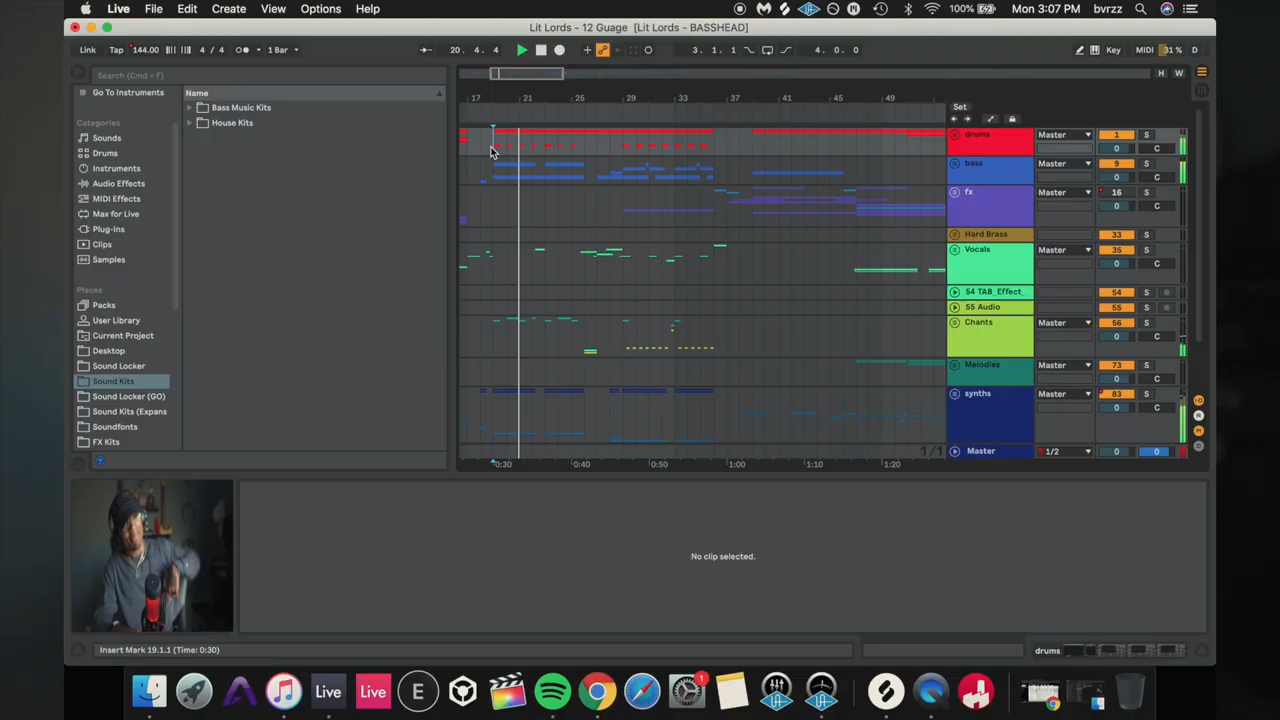 Live File Edit Create View Options Help
100% Mon 3:07 PM bvrzz
Lit Lords - 12 Guage [Lit Lords - BASSHEAD]
Link Tap 144.00 4 / 4 1 Bar 20. 4. 4 3. 1. 1 4. 0. 0 Key MIDI 31 % D
Search (Cmd + F)
H W
Go To Instruments
Categories
Sounds
Drums
Instruments
Audio Effects
MIDI Effects
Max for Live
Plug-Ins
Clips
Samples
Places
Packs
User Library
Current Project
Desktop
Sound Locker
Sound Kits
Sound Locker (GO)
Sound Kits (Expans
Soundfonts
FX Kits
Name
Bass Music Kits
House Kits
17 21 25 29 33 37 41 45 49
Set
drums Master 1 S
0 C
bass Master 9 S
0 C
fx Master 16 S
0 C
Hard Brass 33 S
Vocals Master 35 S
0 C
54 TAB_Effect_ 54 S
55 Audio 55 S
Chants Master 56 S
0 C
Melodies Master 73 S
0 C
synths Master 83 S
0 C
1/1
Master 1/2 0 0
0:30 0:40 0:50 1:00 1:10 1:20
No clip selected.
Insert Mark 19.1.1 (Time: 0:30)
drums
Live Live E 1